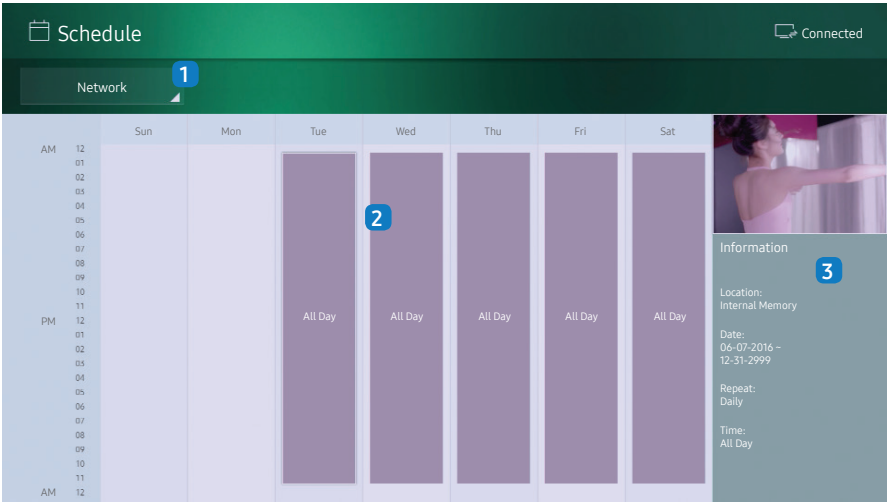 Schedule
Connected
Network
1
Sun Mon Tue Wed Thu Fri Sat
AM 12
01
02
03
04
05
06
07
08
09
10
11
PM 12
01
02
03
04
05
06
07
08
09
10
11
AM 12
2
All Day All Day All Day All Day All Day
Information
3
Location:
Internal Memory
Date:
06-07-2016 –
12-31-2999
Repeat:
Daily
Time:
All Day